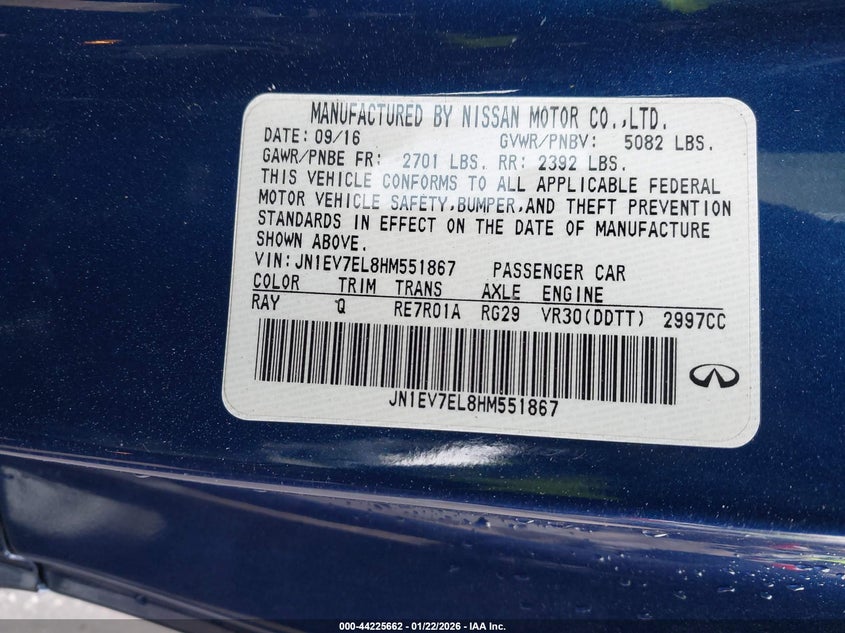 MANUFACTURED BY NISSAN MOTOR CO.,LTD.
DATE: 09/16 GVWR/PNBV: 5082 LBS.
GAWR/PNBE FR: 2701 LBS. RR: 2392 LBS.
THIS VEHICLE CONFORMS TO ALL APPLICABLE FEDERAL
MOTOR VEHICLE SAFETY,BUMPER,AND THEFT PREVENTION
STANDARDS IN EFFECT ON THE DATE OF MANUFACTURE
SHOWN ABOVE.
VIN: JN1EV7EL8HM551867 PASSENGER CAR
COLOR TRIM TRANS AXLE ENGINE
RAY Q RE7R01A RG29 VR30(DDTT) 2997CC
JN1EV7EL8HM551867
000-44225662 - 01/22/2026 - IAA Inc.